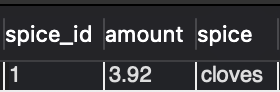 spice_id amount spice
1 3.92 cloves